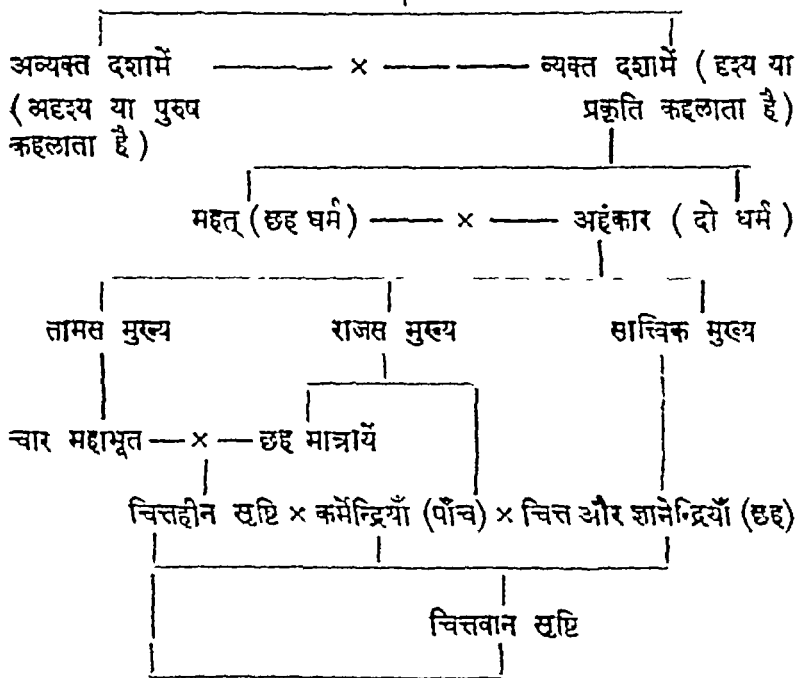 अव्यक्त दशामें ——— × ——— व्यक्त दशामें ( दृश्य या
( अदृश्य या पुरुष प्रकृति कहलाता है )
कहलाता है )
महत् ( छह धर्म ) —— × —— अहंकार ( दो धर्म )
तामस मुख्य राजस मुख्य सात्त्विक मुख्य
चार महाभूत — × — छह मात्रायें
चित्तहीन सृष्टि × कर्मेन्द्रियाँ (पाँच) × चित्त और ज्ञानेन्द्रियाँ (छह)
चित्तवान सृष्टि